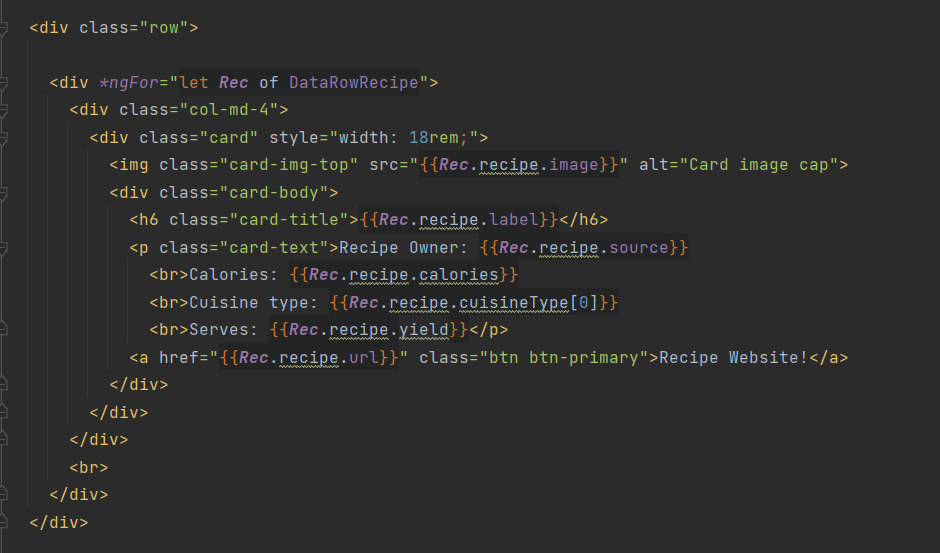 <div class="row">
<div *ngFor="let Rec of DataRowRecipe">
<div class="col-md-4">
<div class="card" style="width: 18rem;">
<img class="card-img-top" src="{{Rec.recipe.image}}" alt="Card image cap">
<div class="card-body">
<h6 class="card-title">{{Rec.recipe.label}}</h6>
<p class="card-text">Recipe Owner: {{Rec.recipe.source}}
<br>Calories: {{Rec.recipe.calories}}
<br>Cuisine type: {{Rec.recipe.cuisineType[0]}}
<br>Serves: {{Rec.recipe.yield}}</p>
<a href="{{Rec.recipe.url}}" class="btn btn-primary">Recipe Website!</a>
</div>
</div>
</div>
<br>
</div>
</div>